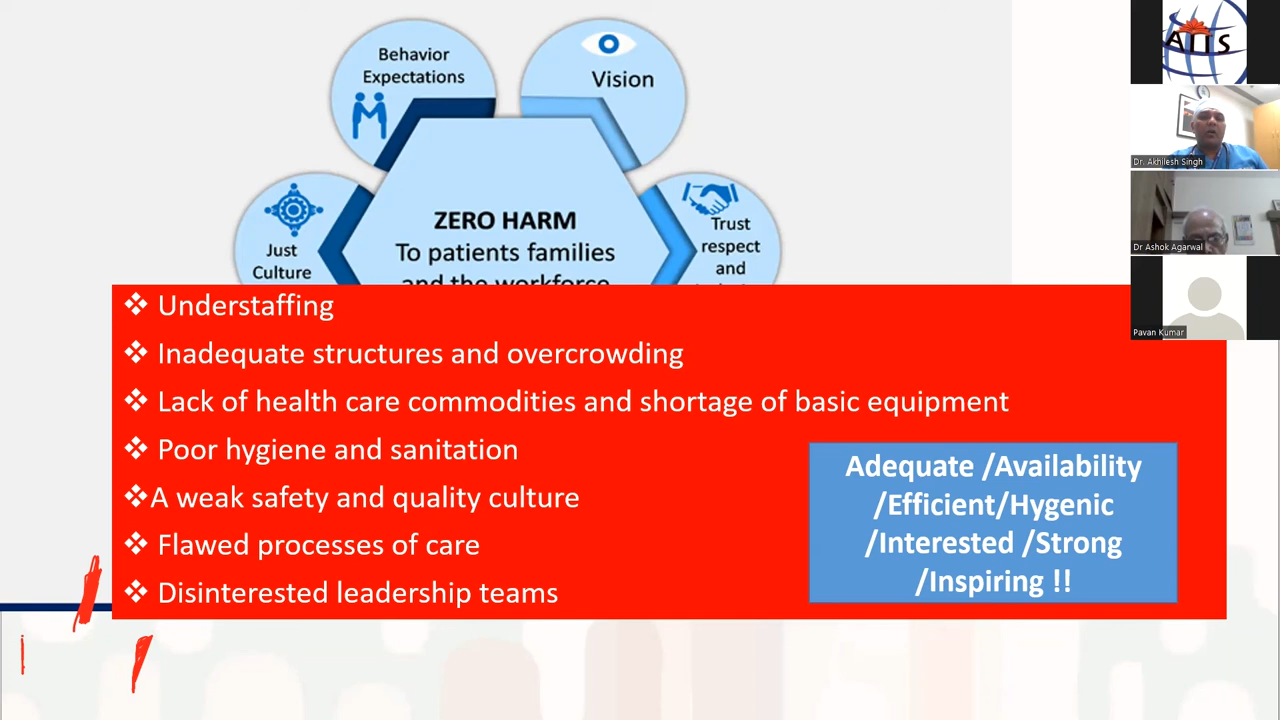 Behavior
Expectations
Vision
Just
Culture
ZERO HARM
To patients families
and the workforce
Trust
respect
and
❖ Understaffing
❖ Inadequate structures and overcrowding
❖ Lack of health care commodities and shortage of basic equipment
❖ Poor hygiene and sanitation
❖A weak safety and quality culture
❖ Flawed processes of care
❖ Disinterested leadership teams
Adequate /Availability
/Efficient/Hygenic
/Interested /Strong
/Inspiring !!
AIIS
Dr. Akhilesh Singh
Dr Ashok Agarwal
Pavan Kumar